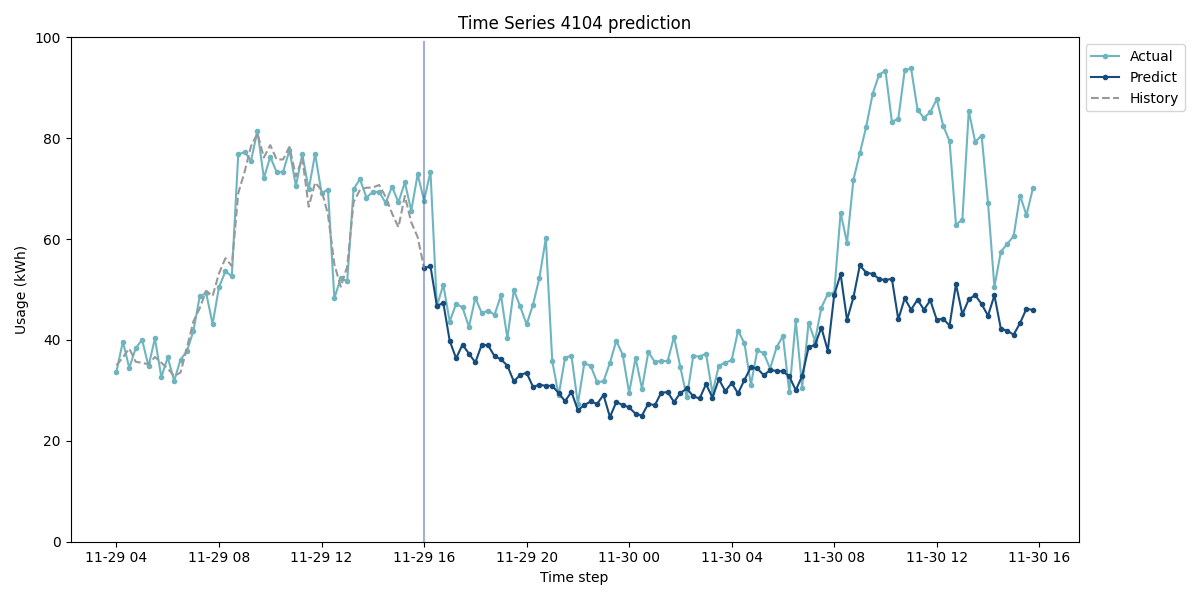 Time Series 4104 prediction
Usage (kWh)
100
80
60
40
20
0
11-29 04
11-29 08
11-29 12
11-29 16
11-29 20
11-30 00
11-30 04
11-30 08
11-30 12
11-30 16
Time step
Actual
Predict
History